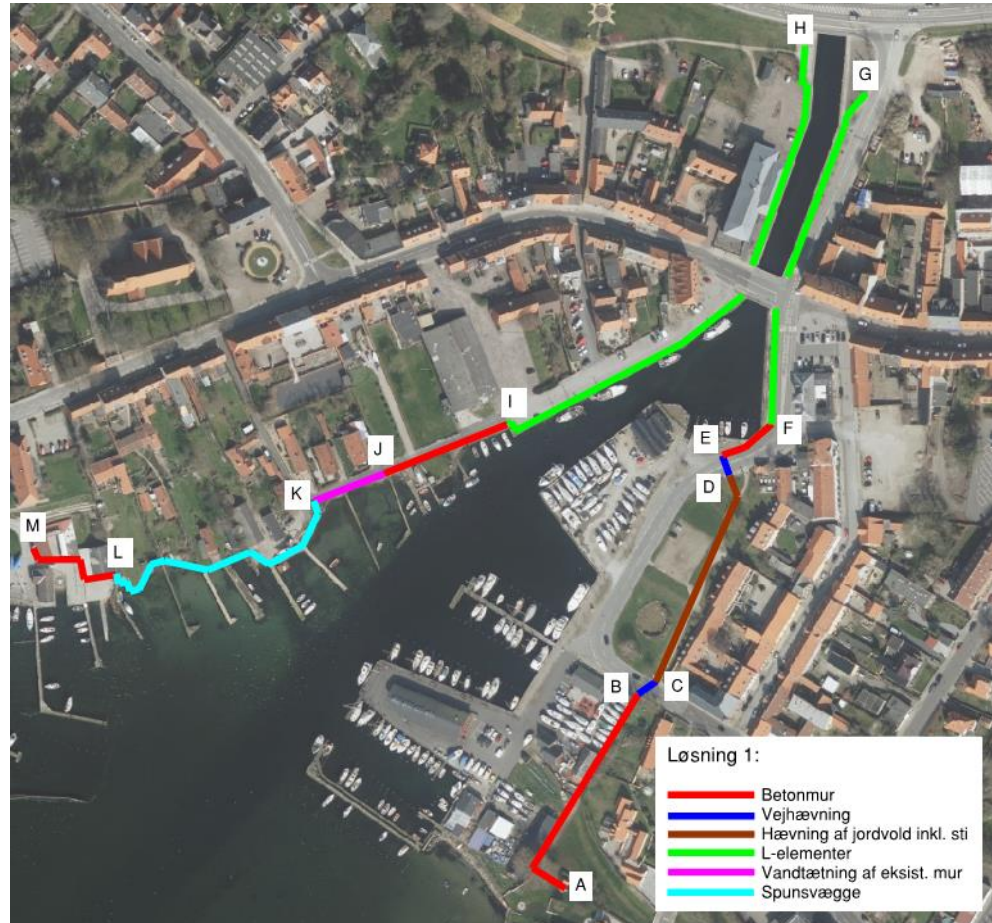 H
G
I
F
E
J
D
K
M
L
B
C
A
Løsning 1:
Betonmur
Vejhævning
Hævning af jordvold inkl. sti
L-elementer
Vandtætning af eksist. mur
Spunsvægge